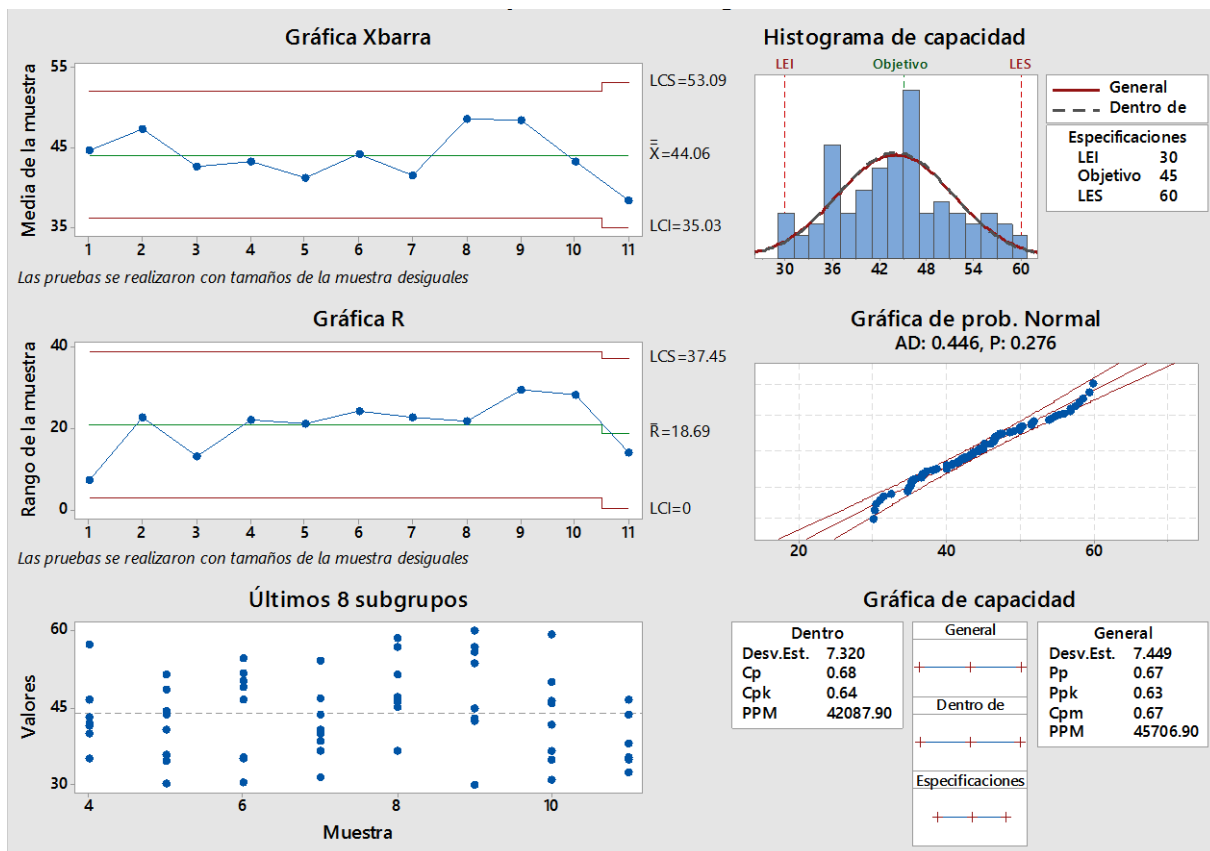 Gráfica Xbarra
Media de la muestra
55
45
35
LCS=53.09
X=44.06
LCI=35.03
1 2 3 4 5 6 7 8 9 10 11
Las pruebas se realizaron con tamaños de la muestra desiguales
Histograma de capacidad
LEI Objetivo LES
30 36 42 48 54 60
General
Dentro de
Especificaciones
LEI 30
Objetivo 45
LES 60
Gráfica R
Rango de la muestra
40
20
0
LCS=37.45
R=18.69
LCI=0
1 2 3 4 5 6 7 8 9 10 11
Las pruebas se realizaron con tamaños de la muestra desiguales
Gráfica de prob. Normal
AD: 0.446, P: 0.276
20 40 60
Últimos 8 subgrupos
Valores
60
45
30
4 6 8 10
Muestra
Gráfica de capacidad
Dentro
Desv.Est. 7.320
Cp 0.68
Cpk 0.64
PPM 42087.90
General
Dentro de
Especificaciones
General
Desv.Est. 7.449
Pp 0.67
Ppk 0.63
Cpm 0.67
PPM 45706.90